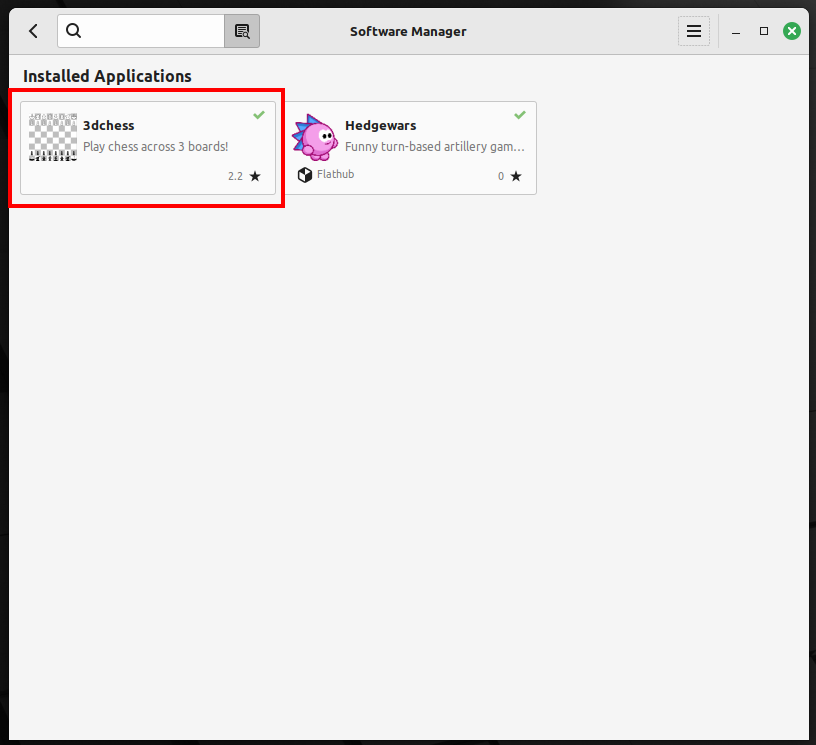 Software Manager
Installed Applications
3dchess
Play chess across 3 boards!
2.2
Hedgewars
Funny turn-based artillery gam...
Flathub
0